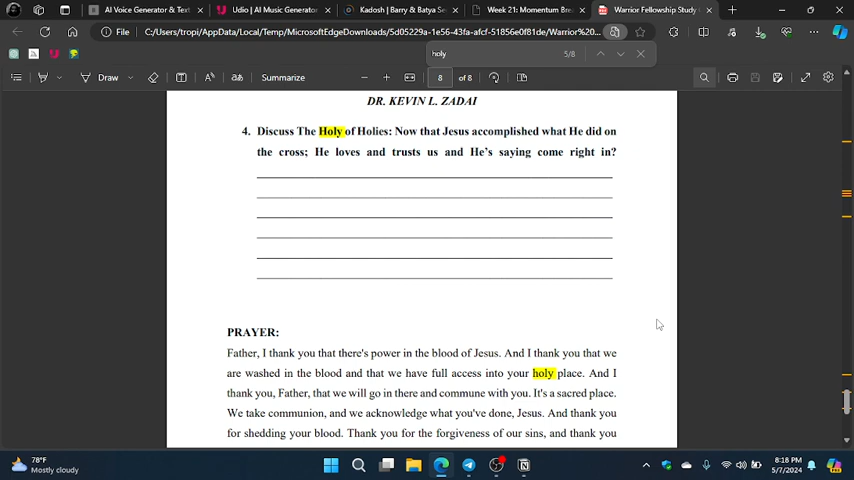 AI Voice Generator & Text
Udio | AI Music Generator
Kadosh | Barry & Batya Se
Week 21: Momentum Bre
Warrior Fellowship Study
File
C:/Users/tropi/AppData/Local/Temp/MicrosoftEdgeDownloads/5d05229a-1e56-43fa-afcf-51856e0f81de/Warrior%20...
holy
5/8
Draw
Summarize
8
of 8
DR. KEVIN L. ZADAI
4. Discuss The Holy of Holies: Now that Jesus accomplished what He did on
the cross; He loves and trusts us and He's saying come right in?
PRAYER:
Father, I thank you that there's power in the blood of Jesus. And I thank you that we
are washed in the blood and that we have full access into your holy place. And I
thank you, Father, that we will go in there and commune with you. It's a sacred place.
We take communion, and we acknowledge what you've done, Jesus. And thank you
for shedding your blood. Thank you for the forgiveness of our sins, and thank you
78°F
Mostly cloudy
8:18 PM
5/7/2024